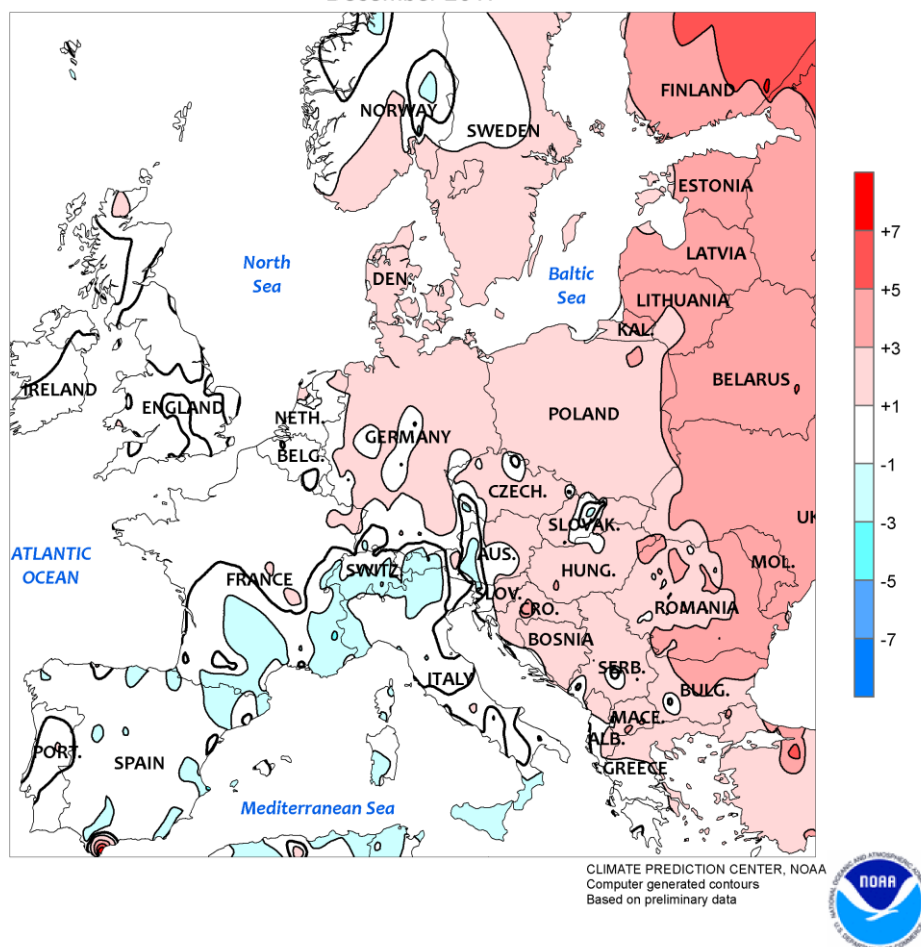 FINLAND
NORWAY
SWEDEN
ESTONIA
North
Sea
LATVIA
DEN.
Baltic
Sea
LITHUANIA
KAL.
IRELAND
ENGLAND
BELARUS
NETH.
POLAND
GERMANY
BELG.
CZECH.
UK
SLOVAK.
ATLANTIC
OCEAN
AUS.
MOL.
FRANCE
SWITZ.
HUNG.
SLOV.
CRO.
ROMANIA
BOSNIA
SERB.
ITALY
BULG.
MACE.
PORT.
ALB.
SPAIN
GREECE
Mediterranean Sea
+7
+5
+3
+1
-1
-3
-5
-7
CLIMATE PREDICTION CENTER, NOAA
Computer generated contours
Based on preliminary data
NOAA